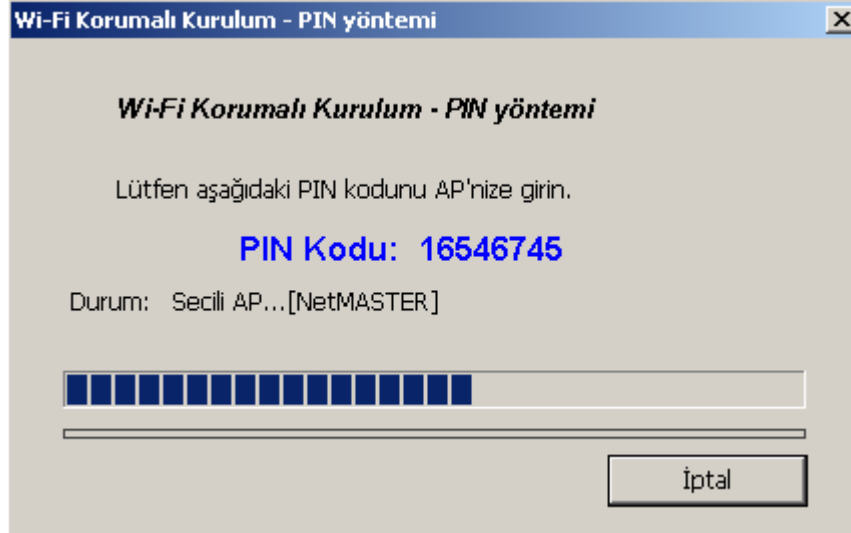 Wi-Fi Korumalı Kurulum - PIN yöntemi
Wi-Fi Korumalı Kurulum - PIN yöntemi
Lütfen aşağıdaki PIN kodunu AP'nize girin.
PIN Kodu: 16546745
Durum: Secili AP...[NetMASTER]
İptal